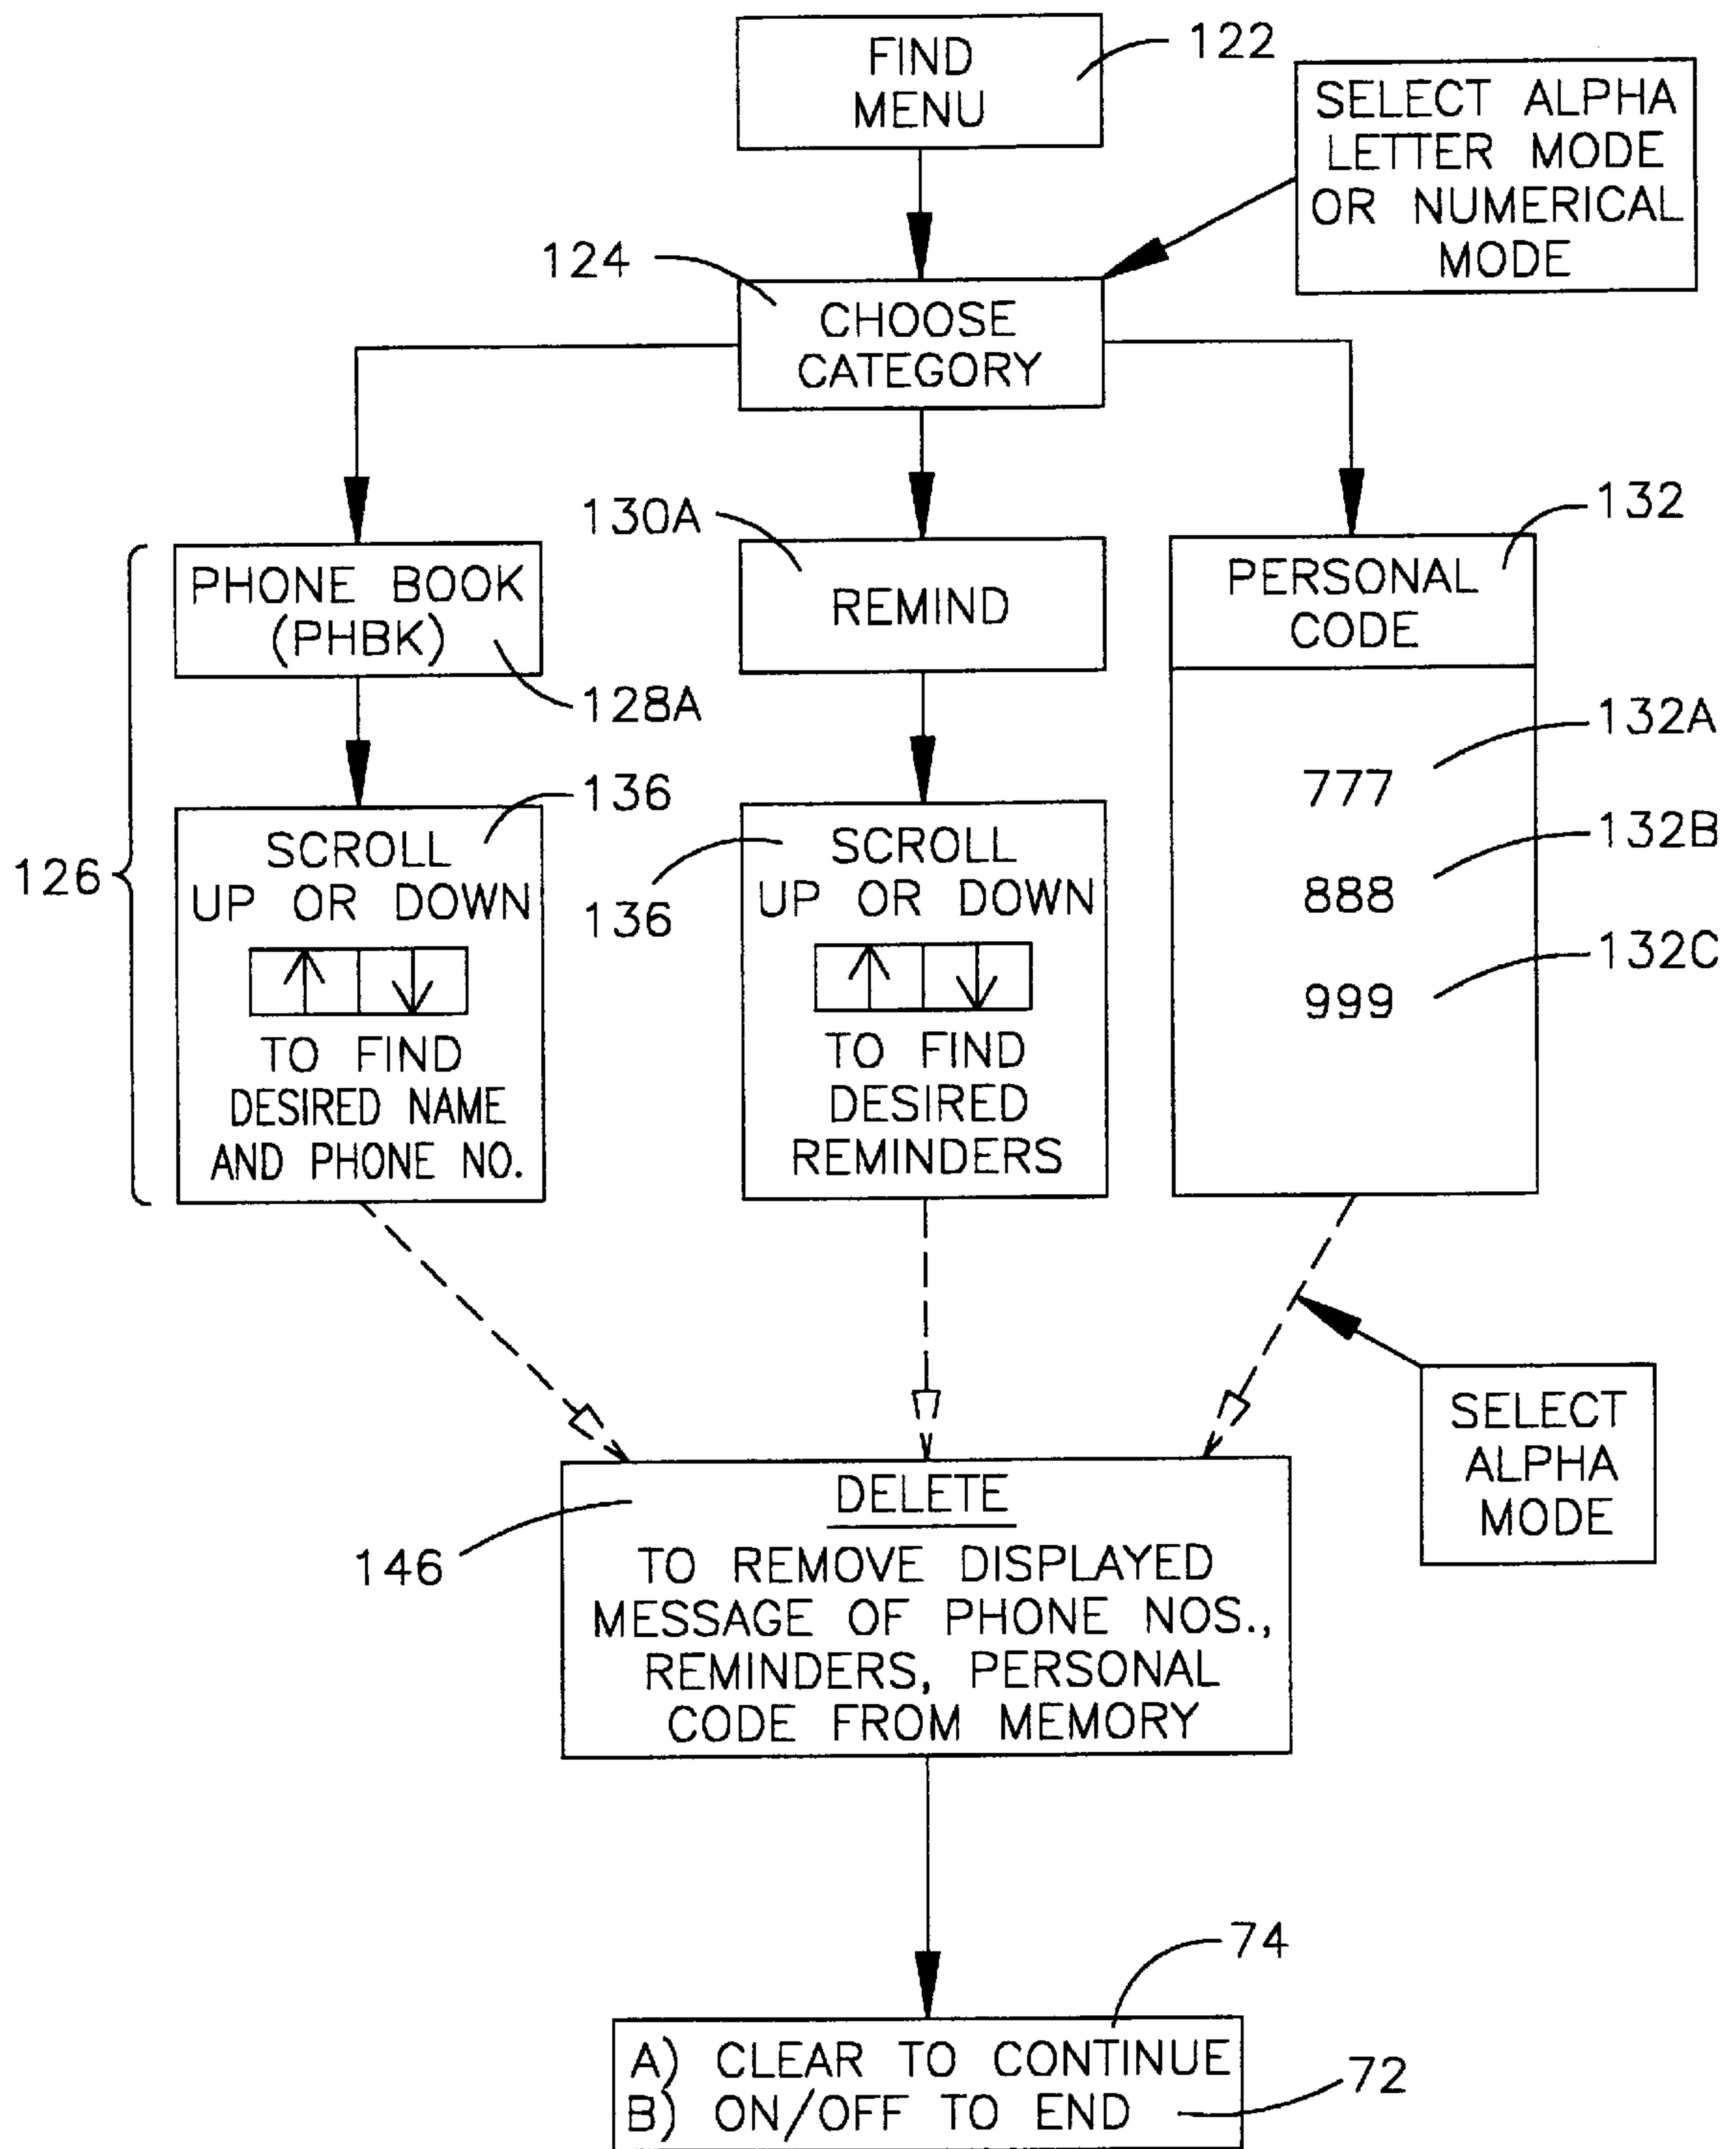 FIND
MENU
122
SELECT ALPHA
LETTER MODE
OR NUMERICAL
MODE
124
CHOOSE
CATEGORY
126
PHONE BOOK
(PHBK)
128A
130A
REMIND
132
PERSONAL
CODE
136
SCROLL
UP OR DOWN
TO FIND
DESIRED NAME
AND PHONE NO.
136
SCROLL
UP OR DOWN
TO FIND
DESIRED
REMINDERS
132A
777
132B
888
132C
999
SELECT
ALPHA
MODE
146
DELETE
TO REMOVE DISPLAYED
MESSAGE OF PHONE NOS.,
REMINDERS, PERSONAL
CODE FROM MEMORY
74
A) CLEAR TO CONTINUE
B) ON/OFF TO END
72